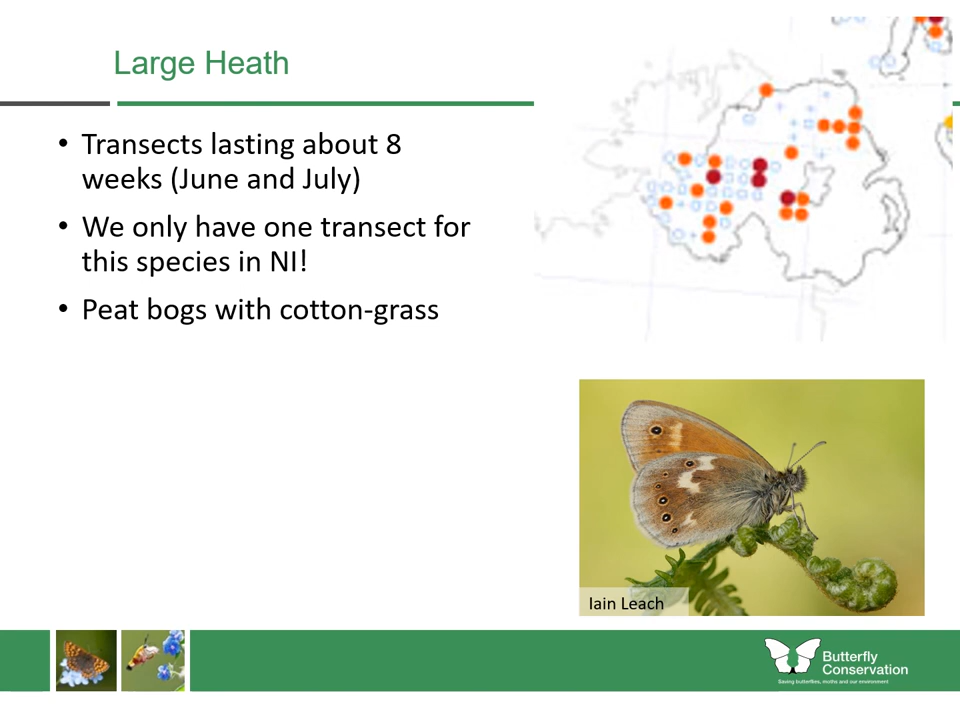 Large Heath
• Transects lasting about 8
weeks (June and July)
• We only have one transect for
this species in NI!
• Peat bogs with cotton-grass
Iain Leach
Butterfly
Conservation
Saving butterflies, moths and our environment